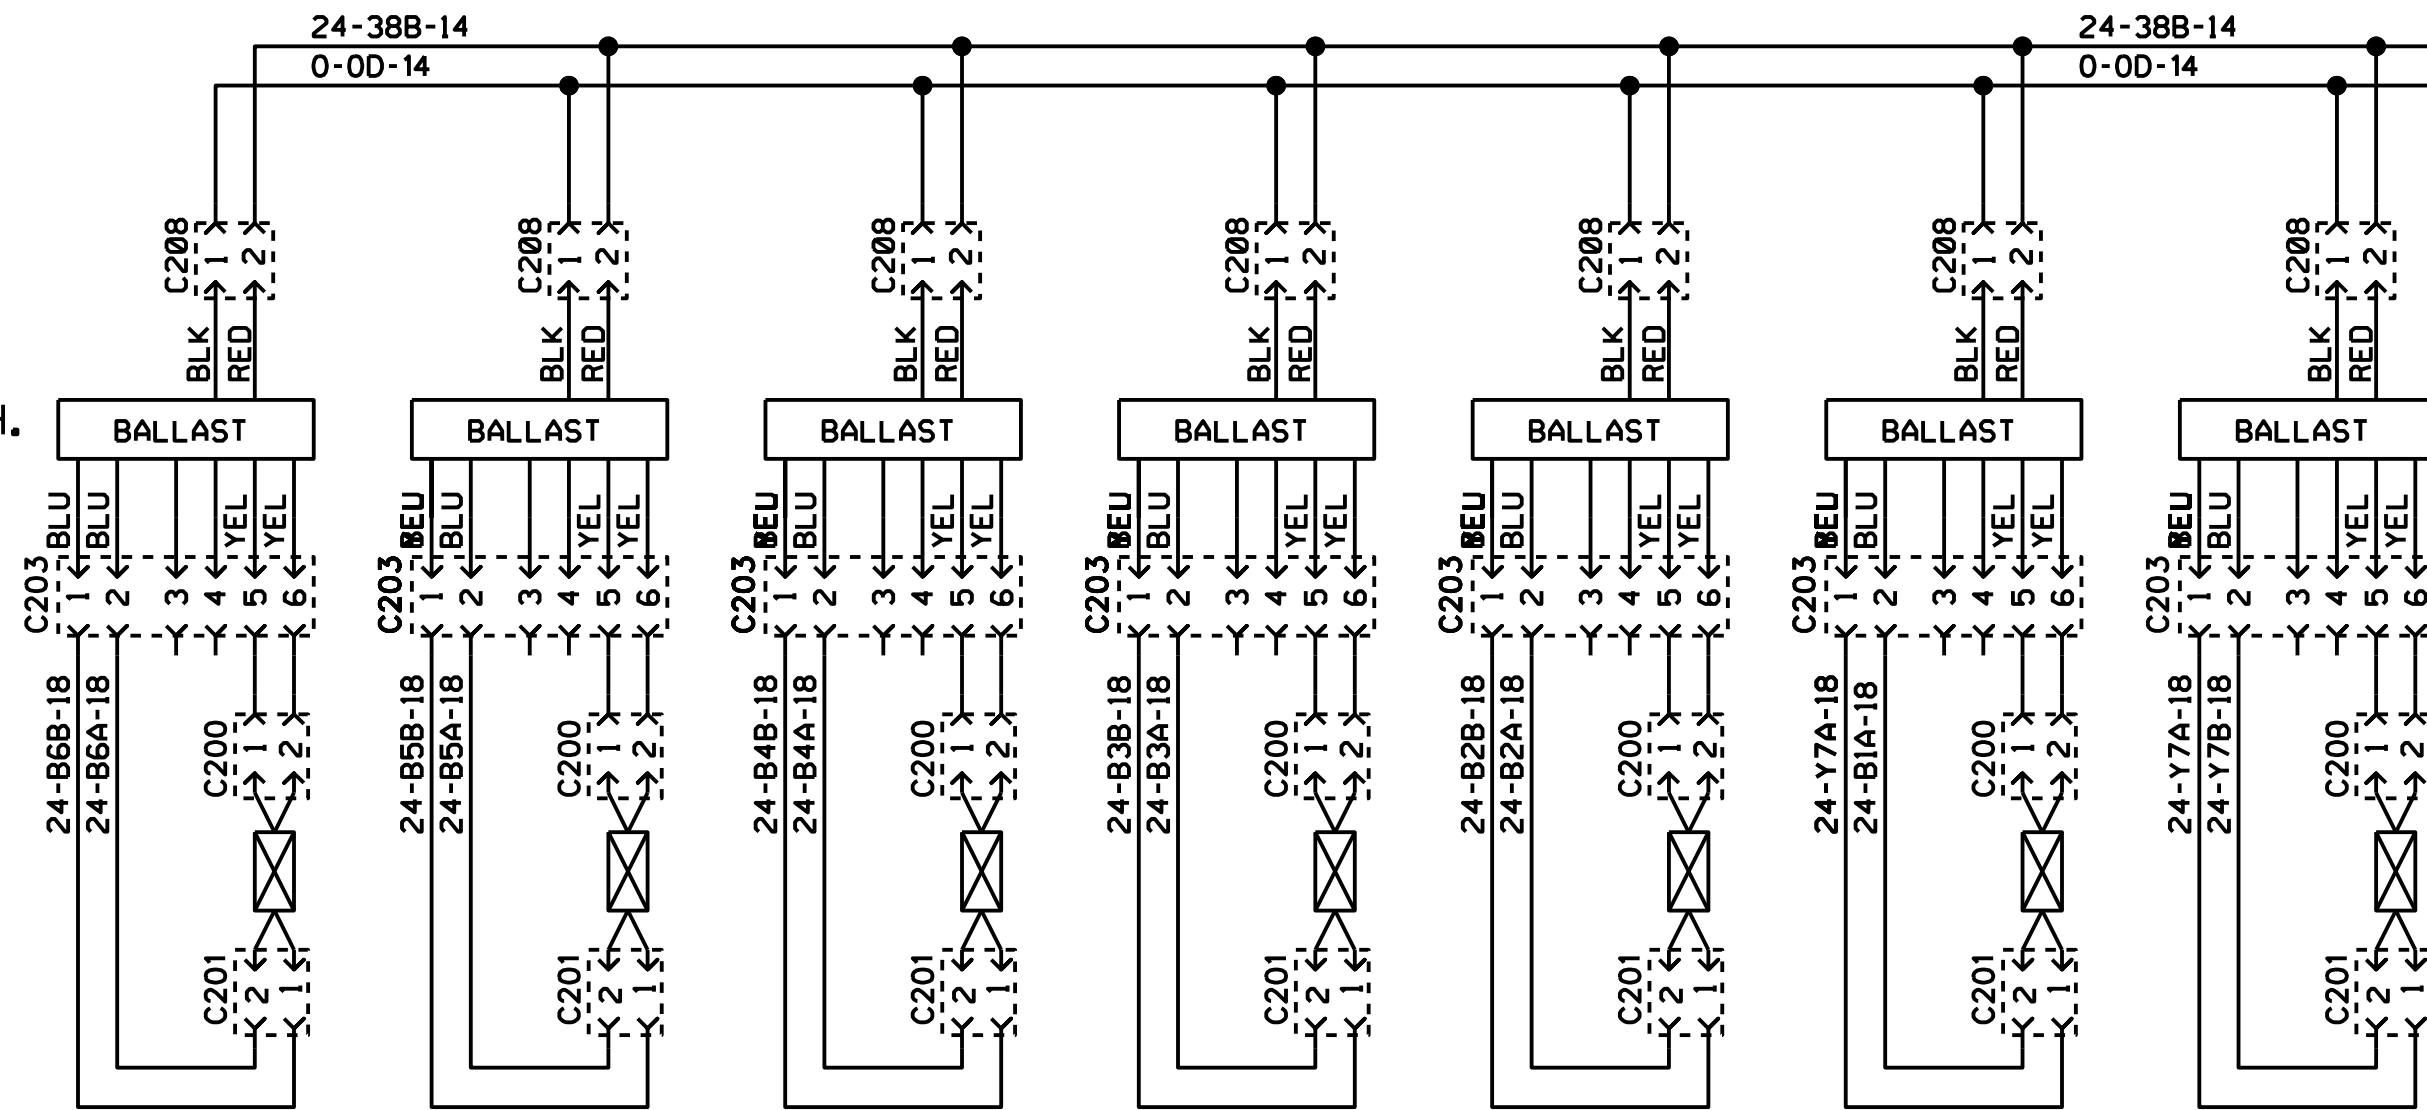 24-38B-14 24-38B-14
0-0D-14 0-0D-14
C208 1 2 C208 1 2 C208 1 2 C208 1 2 C208 1 2 C208 1 2 C208 1 2
BLK RED BLK RED BLK RED BLK RED BLK RED BLK RED BLK RED
H.
BALLAST BALLAST BALLAST BALLAST BALLAST BALLAST BALLAST
BLU BLU YEL YEL BLU YEL YEL BLU YEL YEL BLU YEL YEL BLU YEL YEL BLU YEL YEL BLU YEL YEL
C203 1 2 3 4 5 6 C203 1 2 3 4 5 6 C203 1 2 3 4 5 6 C203 1 2 3 4 5 6 C203 1 2 3 4 5 6 C203 1 2 3 4 5 6 C203 1 2 3 4 5 6
24-B6B-18 24-B6A-18 24-B5B-18 24-B5A-18 24-B4B-18 24-B4A-18 24-B3B-18 24-B3A-18 24-B2B-18 24-B2A-18 24-Y7A-18 24-B1A-18 24-Y7A-18 24-Y7B-18
C200 1 2 C200 1 2 C200 1 2 C200 1 2 C200 1 2 C200 1 2 C200 1 2
C201 2 1 C201 2 1 C201 2 1 C201 2 1 C201 2 1 C201 2 1 C201 2 1